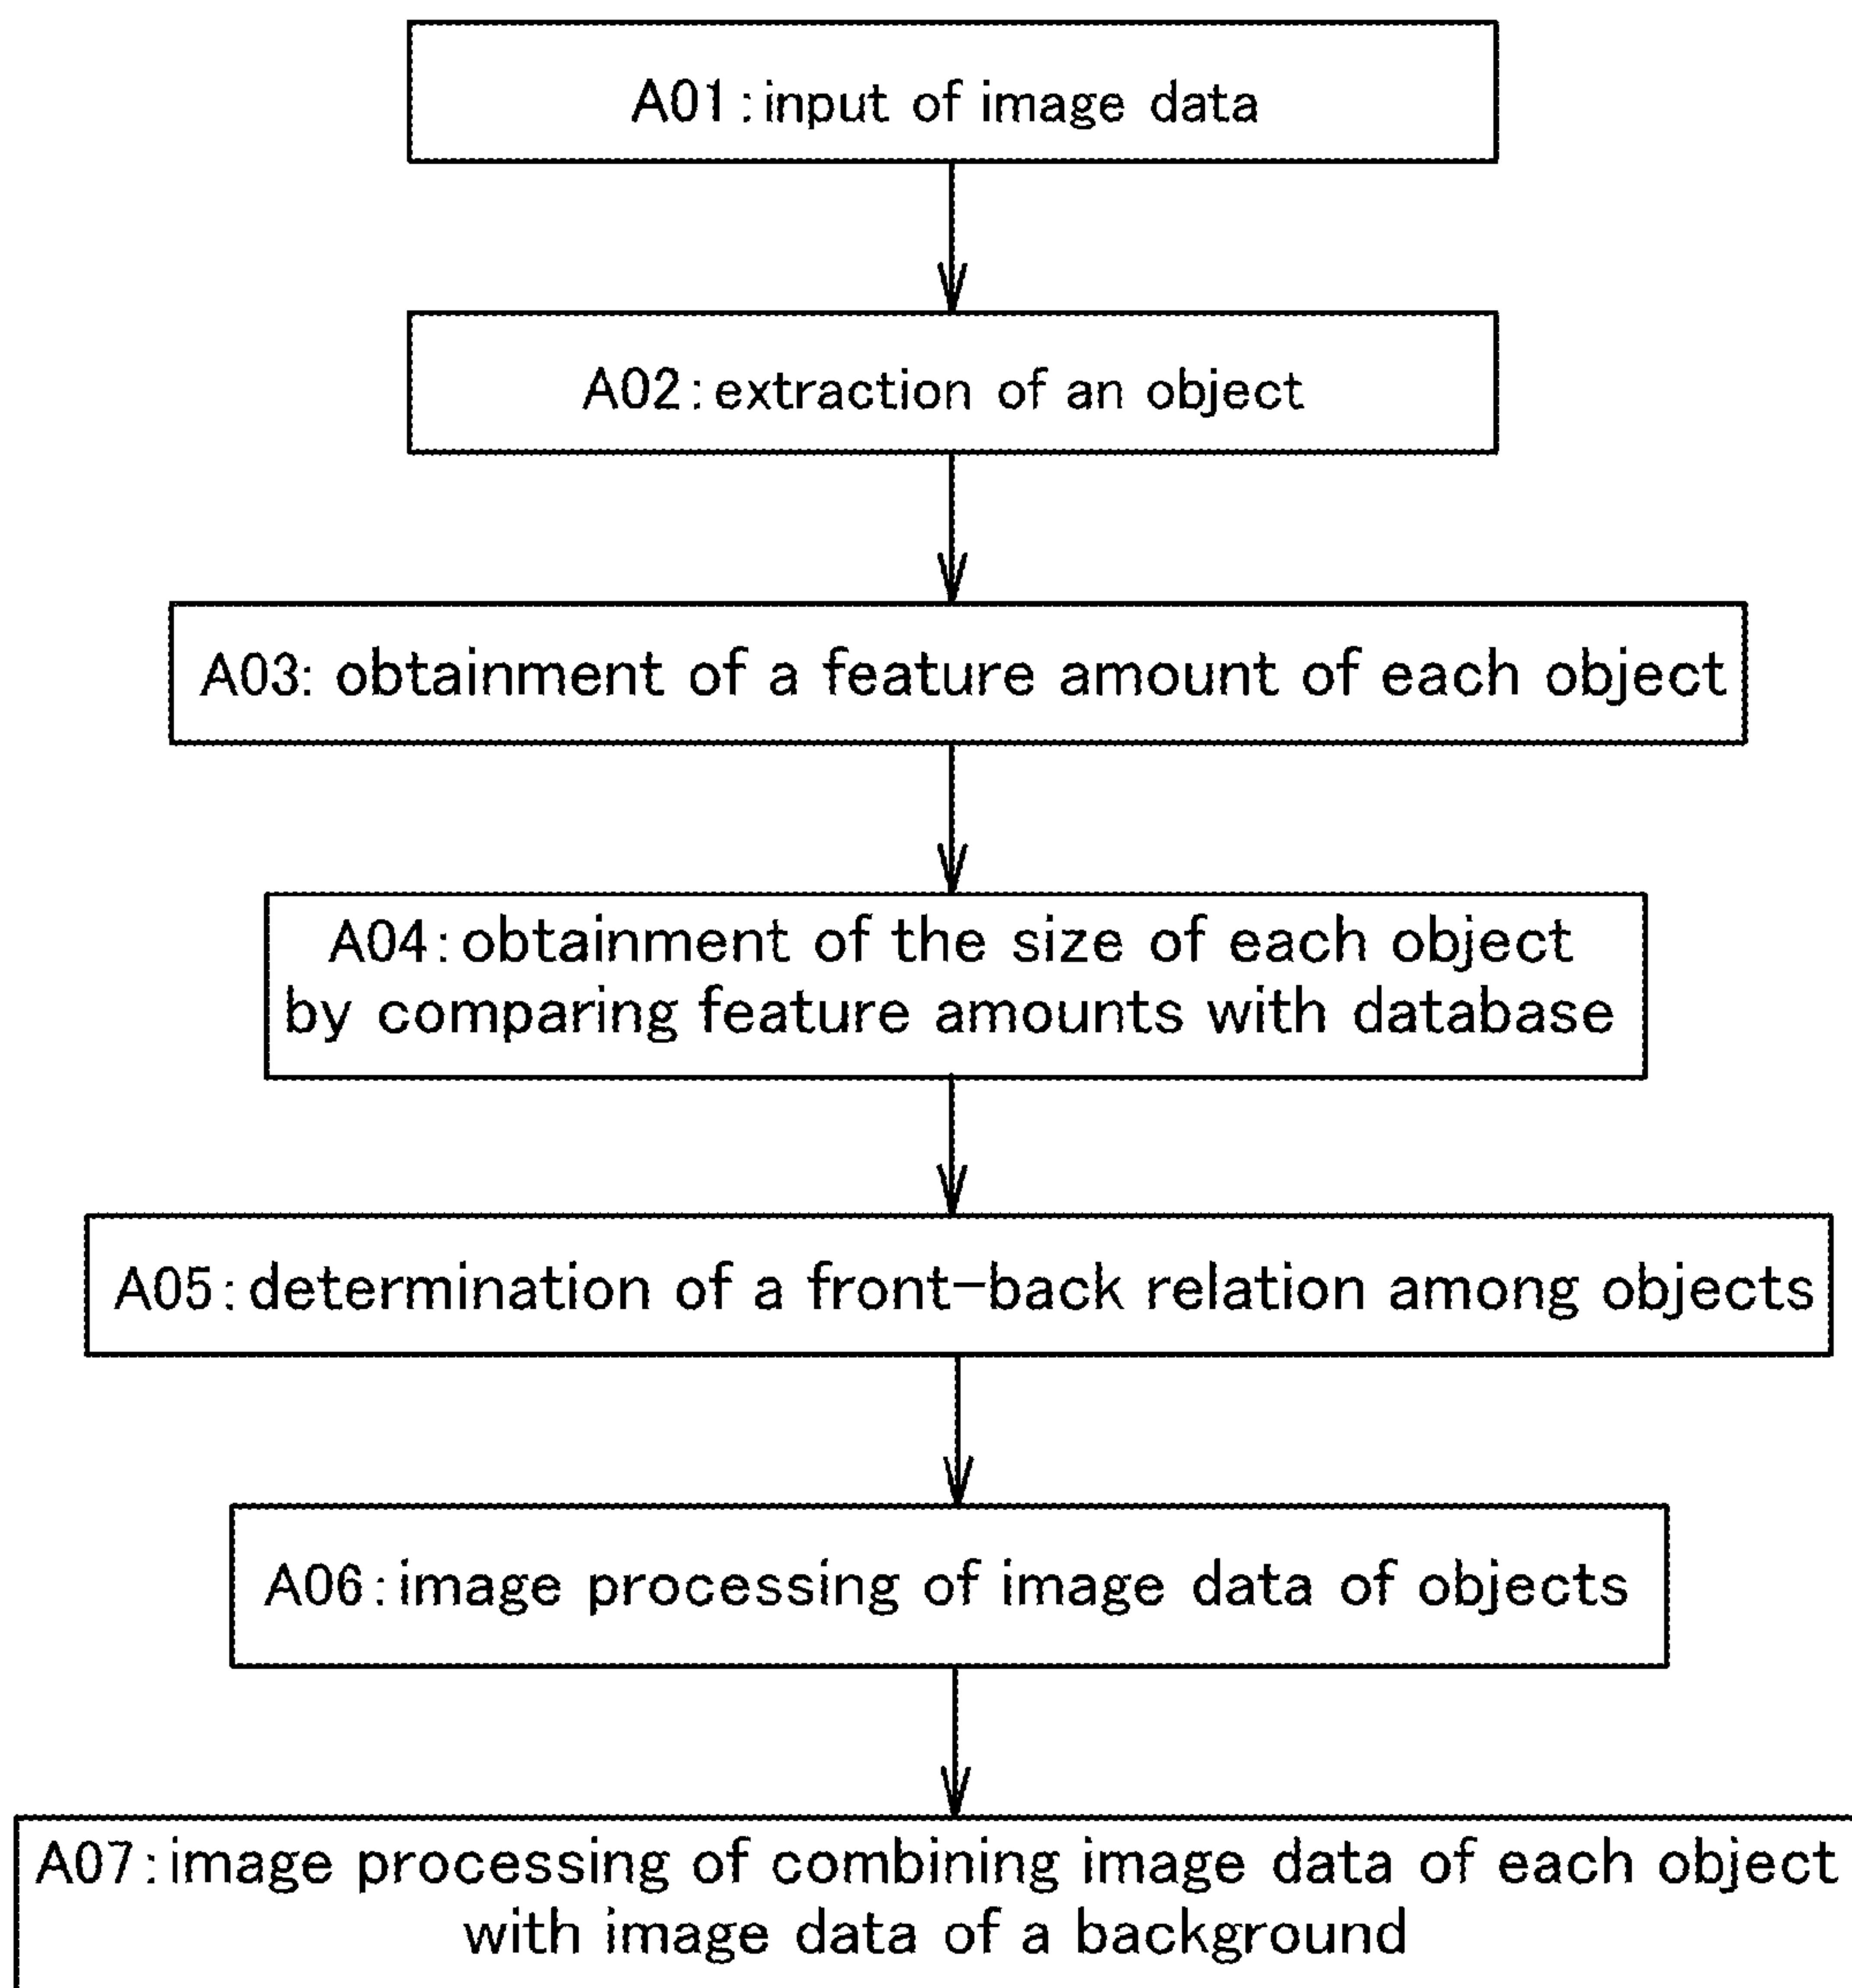 A01:input of image data
A02:extraction of an object
A03: obtainment of a feature amount of each object
A04:obtainment of the size of each object
by comparing feature amounts with database
A05:determination of a front-back relation among objects
A06:image processing of image data of objects
A07:image processing of combining image data of each object
with image data of a background